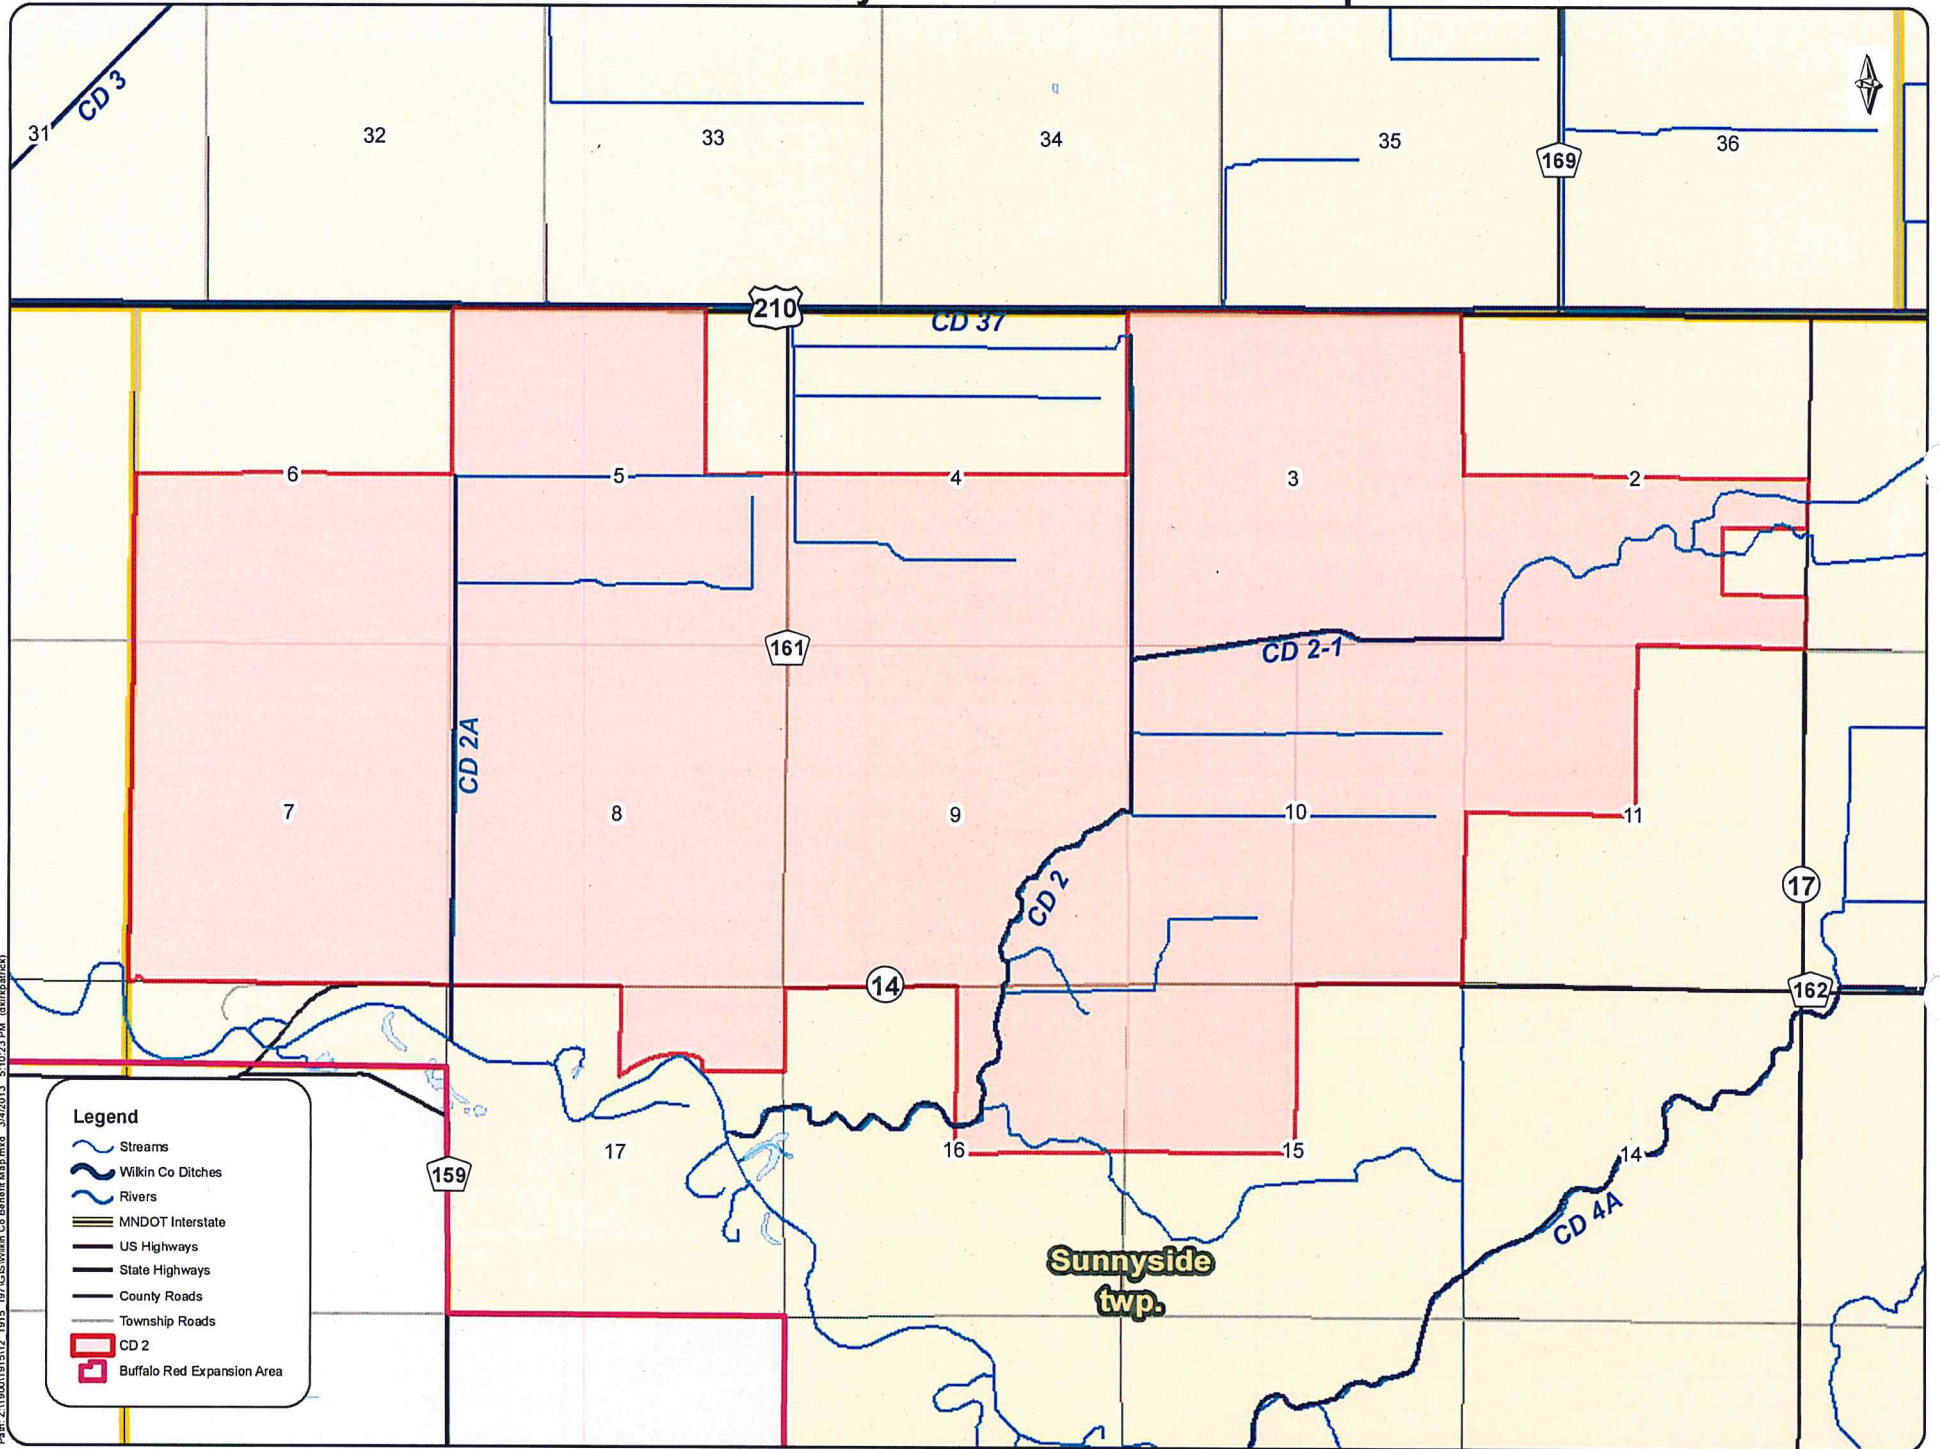 CD 3
31
32
33
34
35
36
169
210
CD 37
6
5
4
3
2
161
CD 2-1
CD 2A
7
8
9
10
11
CD 2
17
14
162
159
17
16
15
14
CD 4A
Sunnyside
twp.
Legend
Streams
Wilkin Co Ditches
Rivers
MNDOT Interstate
US Highways
State Highways
County Roads
Township Roads
CD 2
Buffalo Red Expansion Area